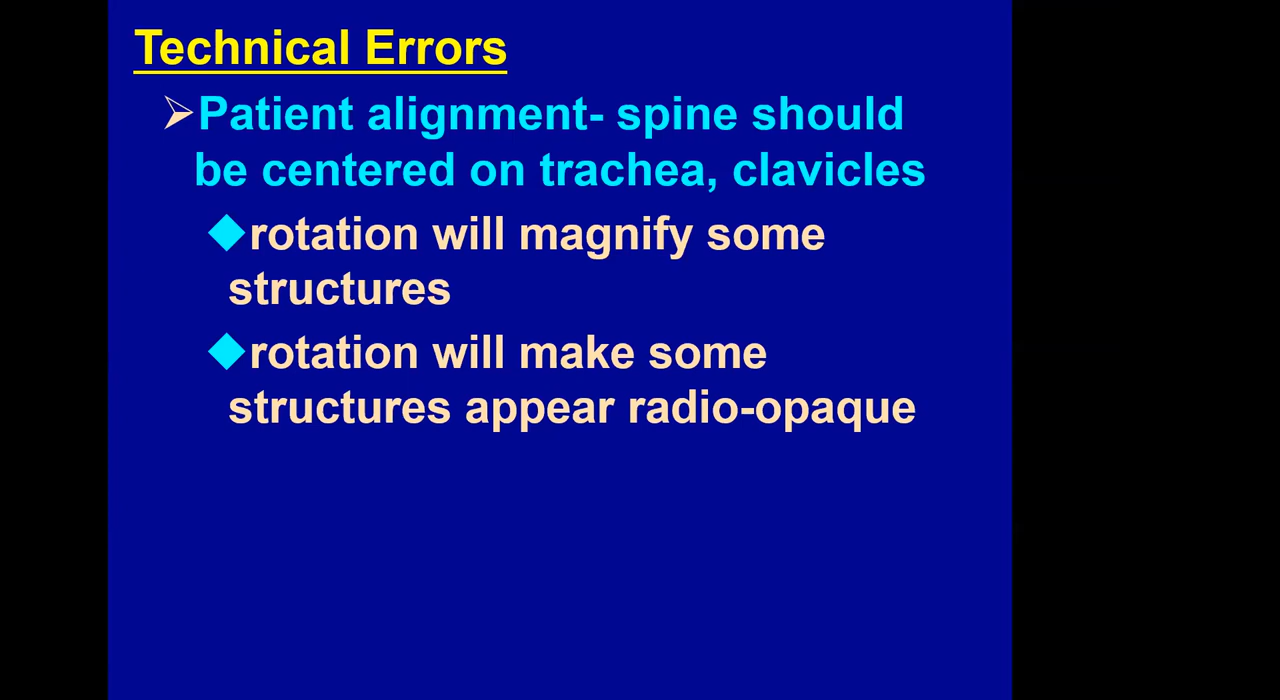 Technical Errors
Patient alignment- spine should
be centered on trachea, clavicles
rotation will magnify some
structures
rotation will make some
structures appear radio-opaque